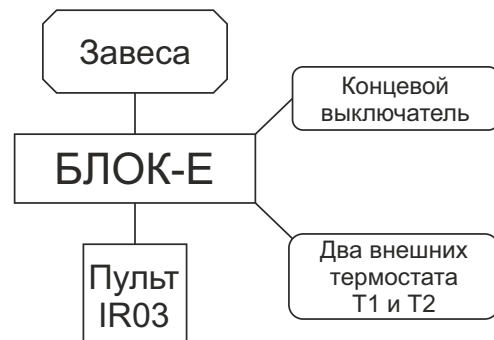 Завеса
Концевой
выключатель
БЛОК-Е
Пульт
IR03
Два внешних
термостата
Т1 и Т2